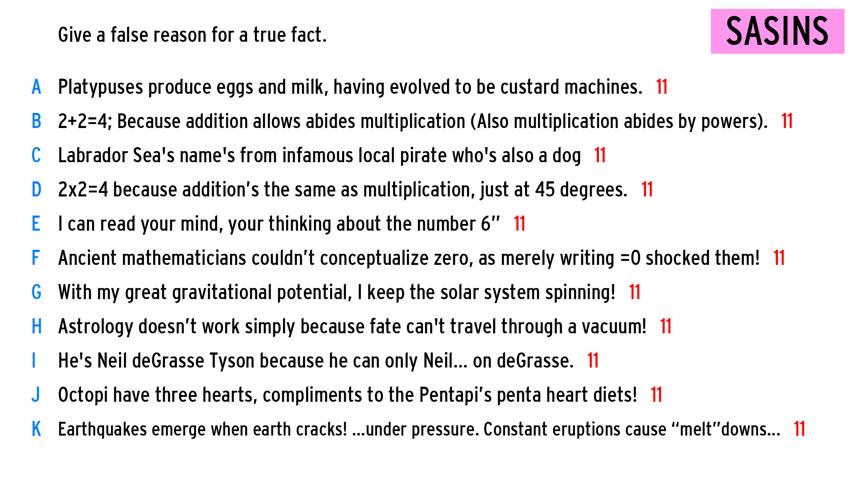 Give a false reason for a true fact.
SASINS
A Platypuses produce eggs and milk, having evolved to be custard machines. 11
B 2+2=4; Because addition allows abides multiplication (Also multiplication abides by powers). 11
C Labrador Sea's name's from infamous local pirate who's also a dog 11
D 2x2=4 because addition's the same as multiplication, just at 45 degrees. 11
E I can read your mind, your thinking about the number 6” 11
F Ancient mathematicians couldn't conceptualize zero, as merely writing =0 shocked them! 11
G With my great gravitational potential, I keep the solar system spinning! 11
H Astrology doesn't work simply because fate can't travel through a vacuum! 11
I He's Neil deGrasse Tyson because he can only Neil... on deGrasse. 11
J Octopi have three hearts, compliments to the Pentapi’s penta heart diets! 11
K Earthquakes emerge when earth cracks! ...under pressure. Constant eruptions cause “melt”downs... 11